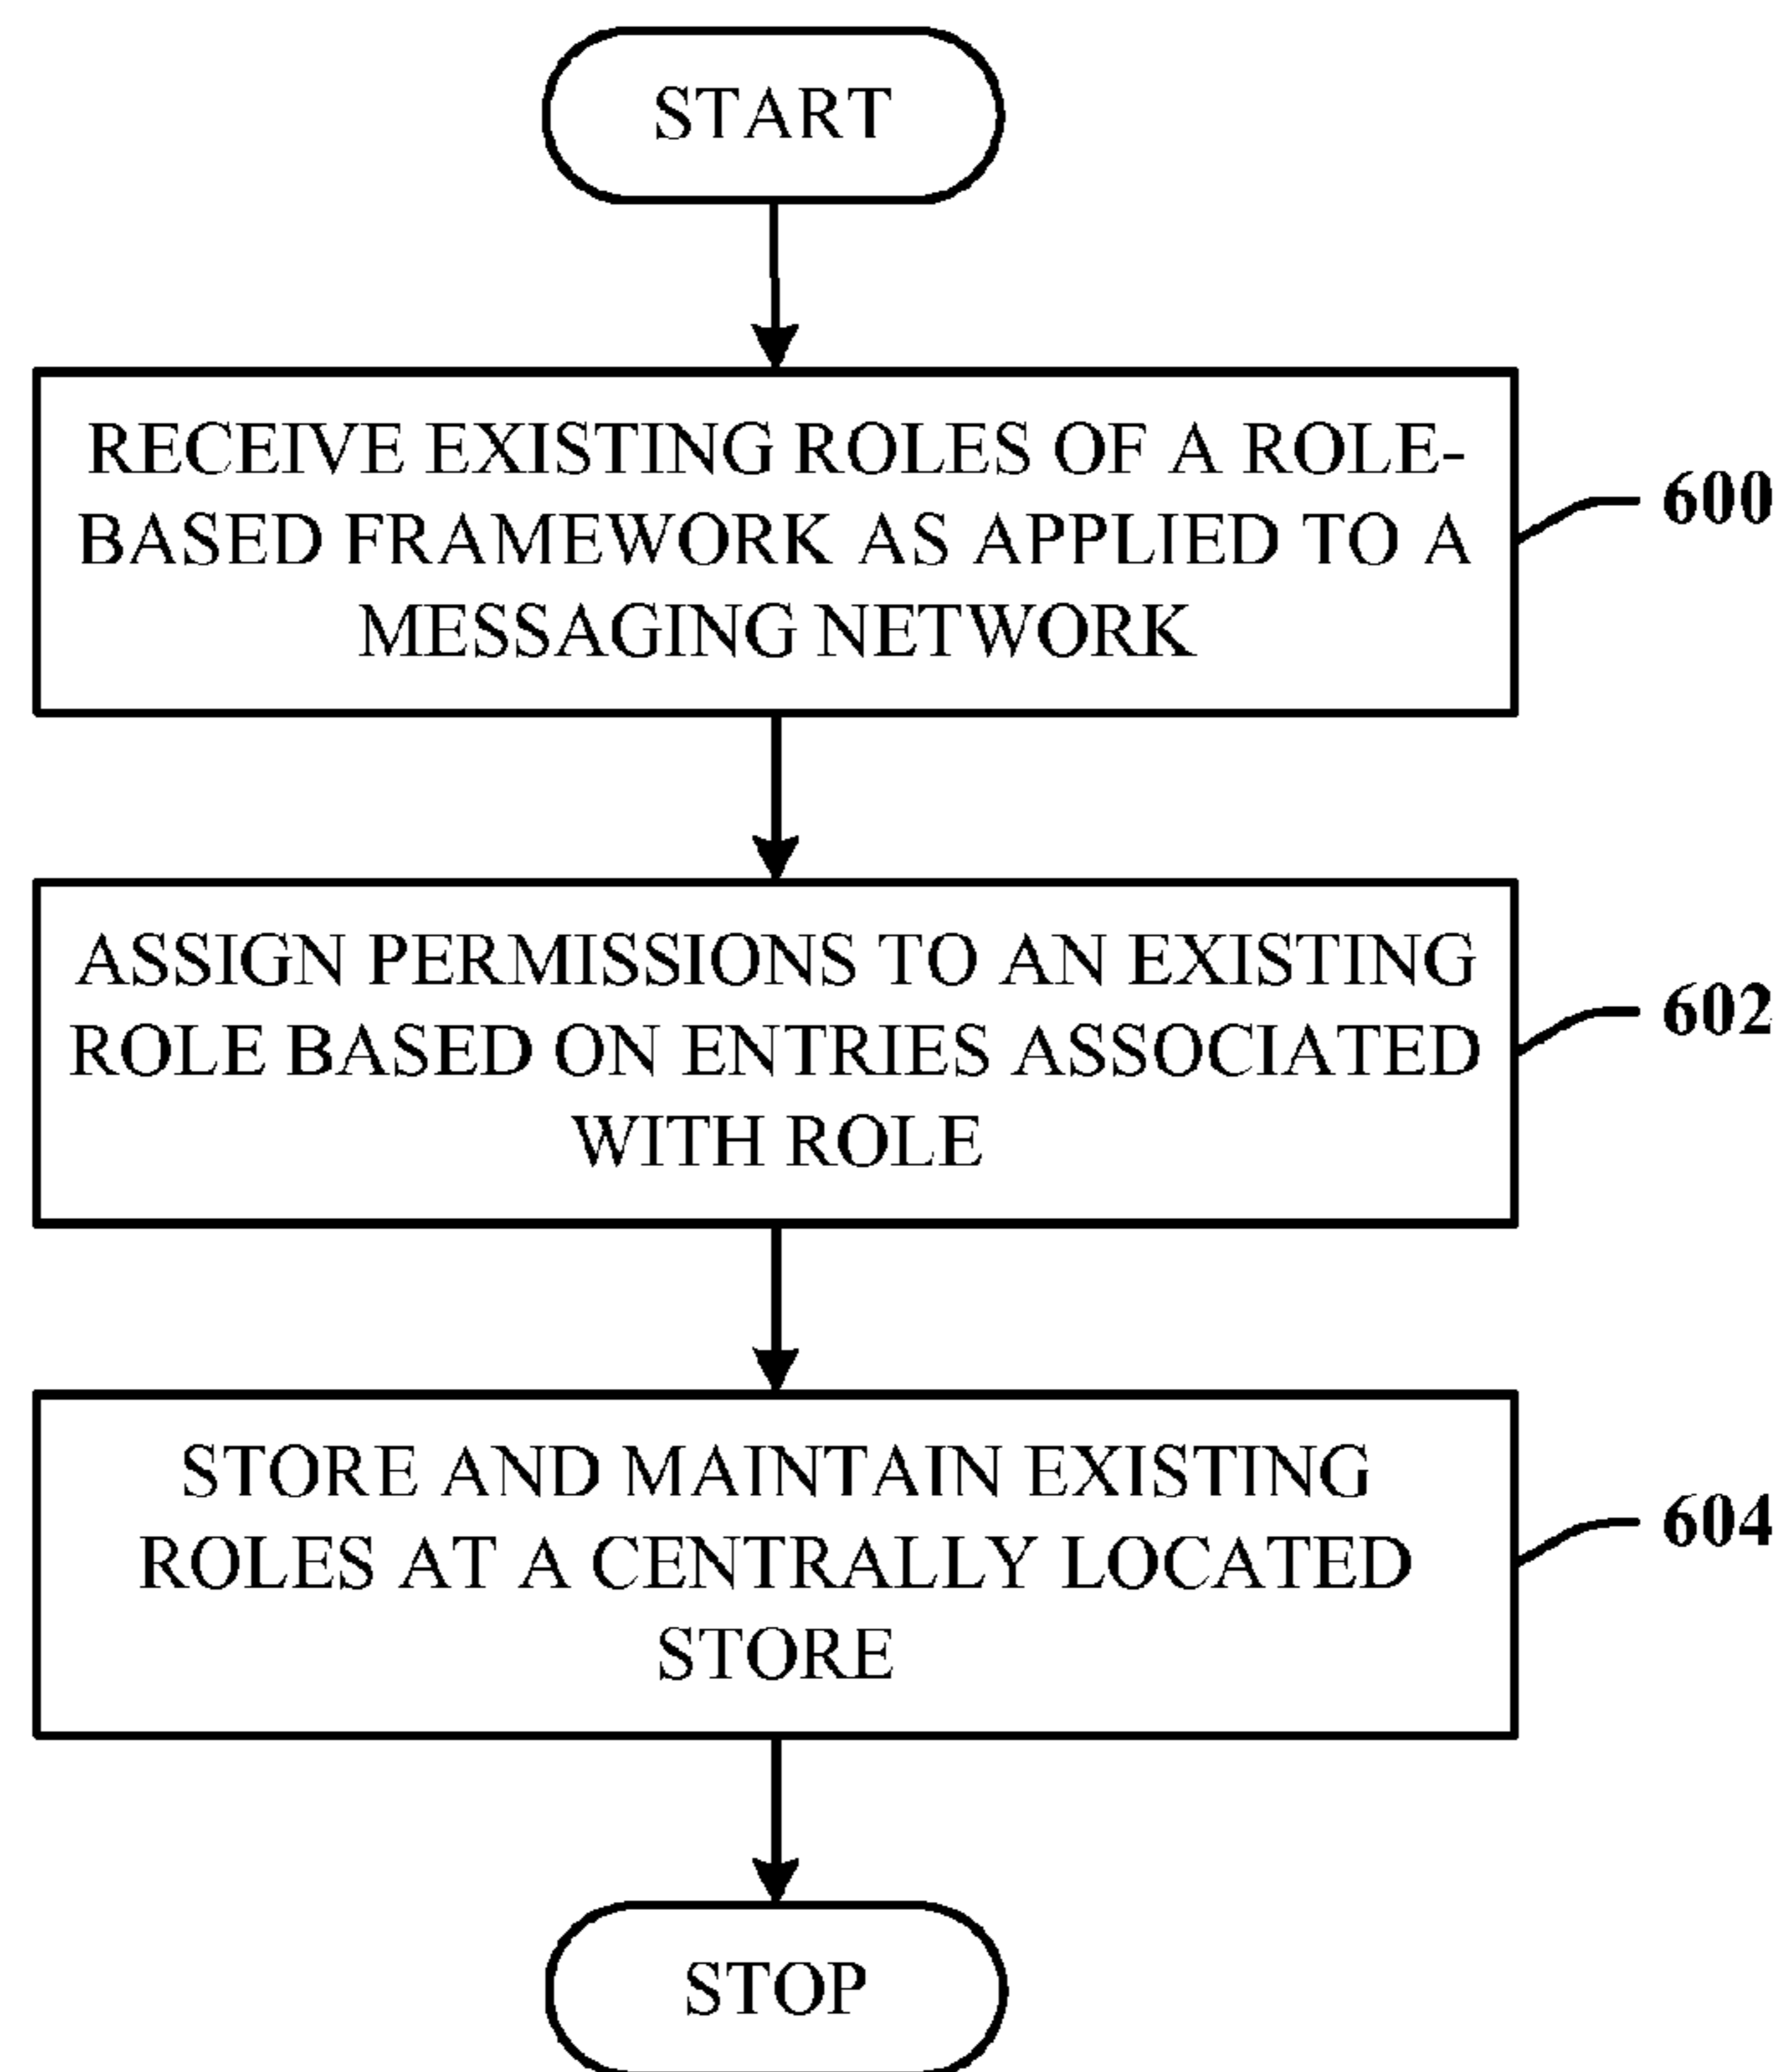 START
RECEIVE EXISTING ROLES OF A ROLE-
BASED FRAMEWORK AS APPLIED TO A
MESSAGING NETWORK
600
ASSIGN PERMISSIONS TO AN EXISTING
ROLE BASED ON ENTRIES ASSOCIATED
WITH ROLE
602
STORE AND MAINTAIN EXISTING
ROLES AT A CENTRALLY LOCATED
STORE
604
STOP